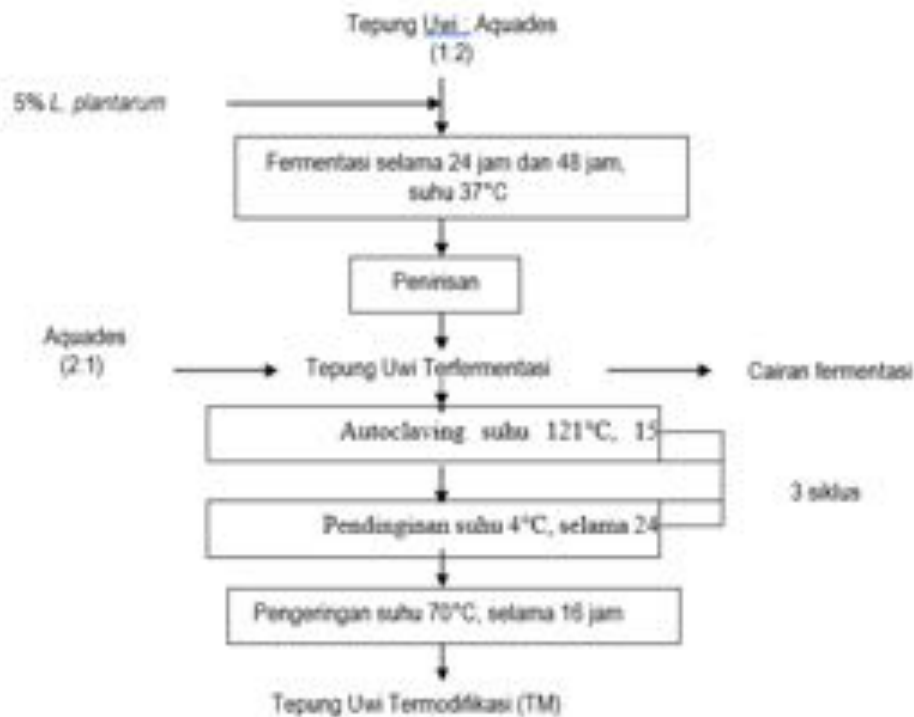 Tepung Uwi : Aquades
(1:2)
5% L. plantarum
Fermentasi selama 24 jam dan 48 jam,
suhu 37°C
Penirisan
Aquades
(2:1)
Tepung Uwi Terfermentasi
Cairan fermentasi
Autoclaving suhu 121°C, 15
3 siklus
Pendinginan suhu 4°C, selama 24
Pengeringan suhu 70°C, selama 16 jam
Tepung Uwi Termodifikasi (TM)